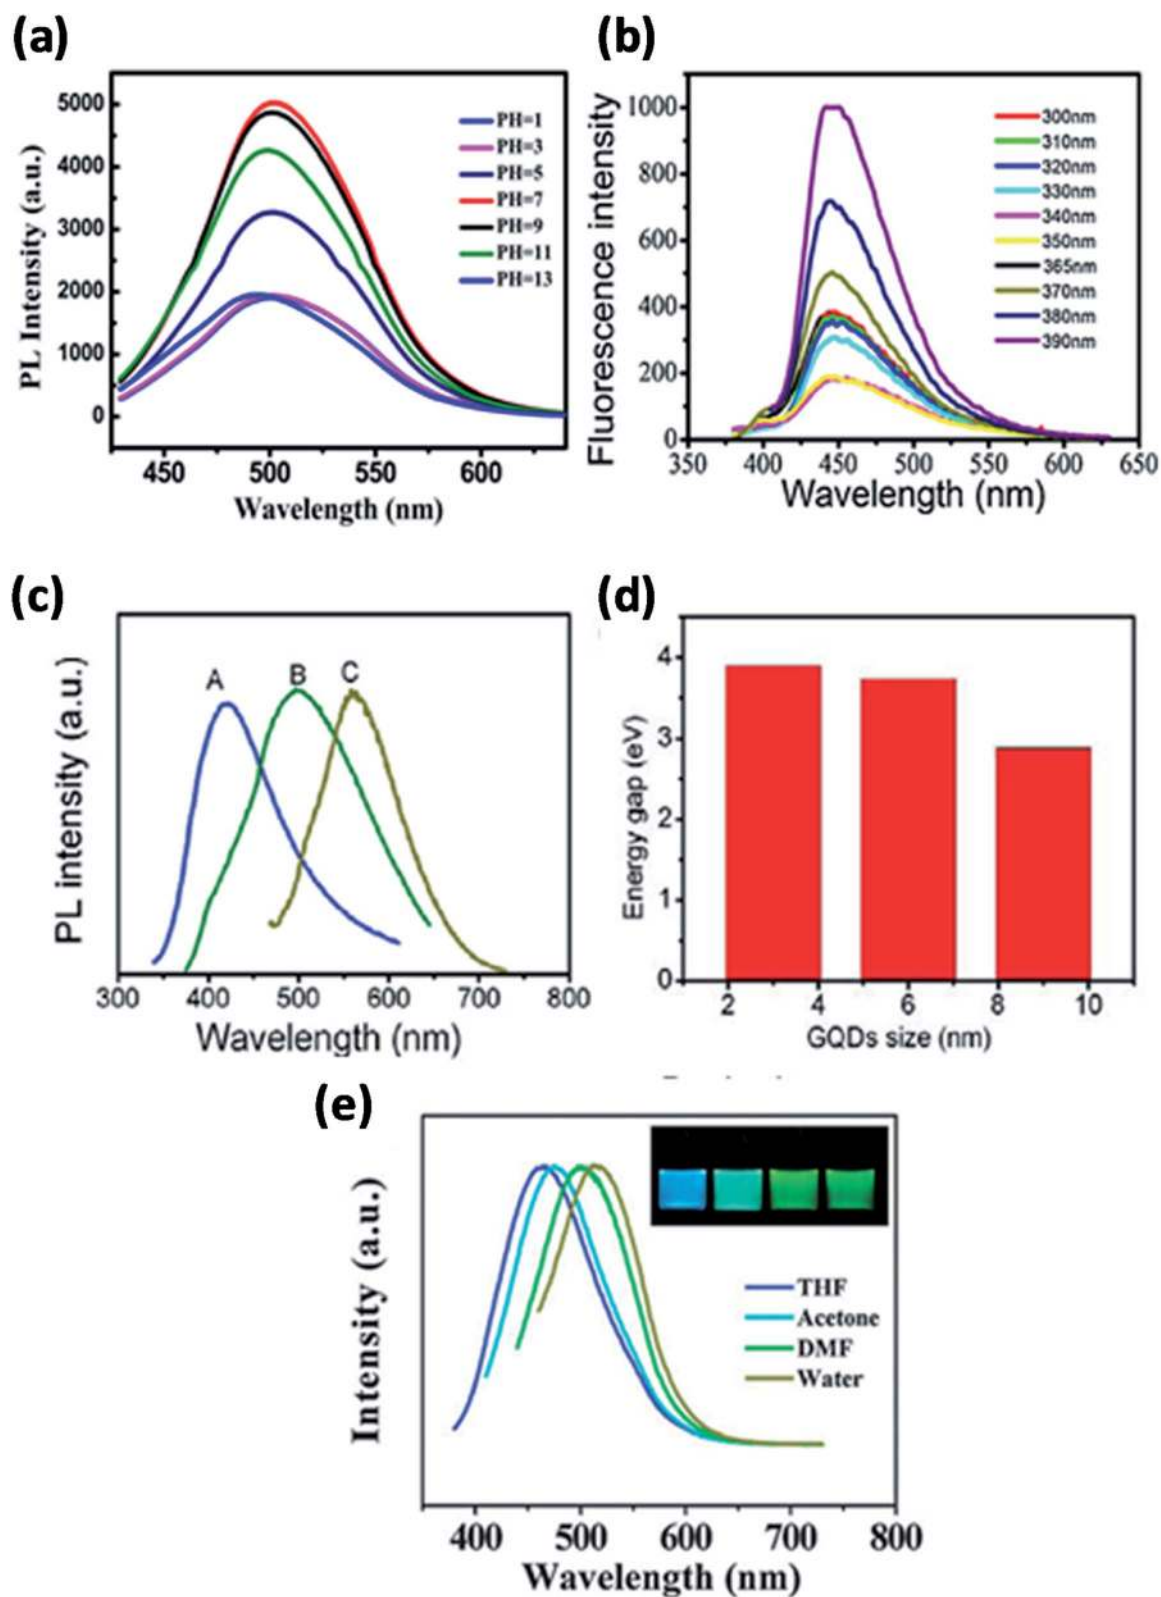 (a)
PL Intensity (a.u.)
5000
4000
3000
2000
1000
0
PH=1
PH=3
PH=5
PH=7
PH=9
PH=11
PH=13
450 500 550 600
Wavelength (nm)
(b)
Fluorescence intensity
1000
800
600
400
200
0
300nm
310nm
320nm
330nm
340nm
350nm
365nm
370nm
380nm
390nm
350 400 450 500 550 600 650
Wavelength (nm)
(c)
PL intensity (a.u.)
A B C
300 400 500 600 700 800
Wavelength (nm)
(d)
Energy gap (eV)
4
3
2
1
0
2 4 6 8 10
GQDs size (nm)
(e)
Intensity (a.u.)
THF
Acetone
DMF
Water
400 500 600 700 800
Wavelength (nm)